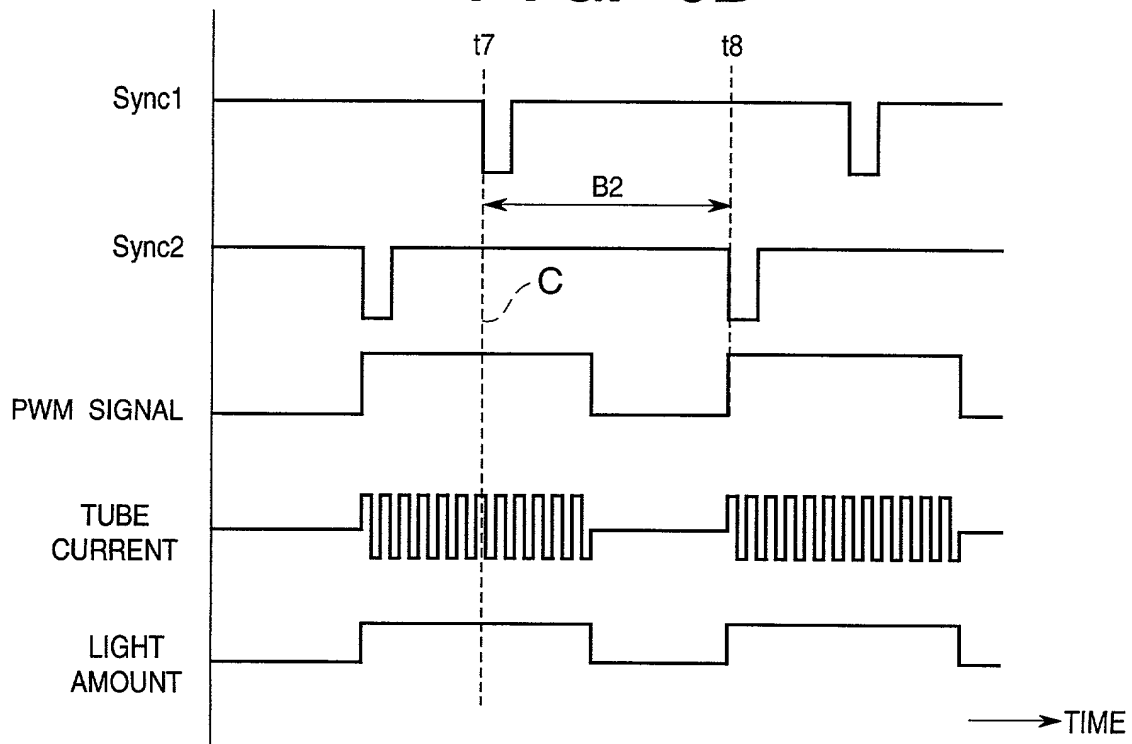 t7
t8
Sync1
B2
Sync2
C
PWM SIGNAL
TUBE
CURRENT
LIGHT
AMOUNT
TIME